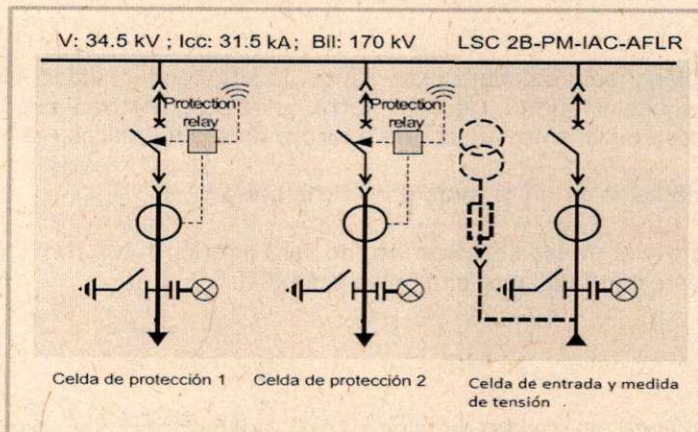 V: 34.5 kV ; Icc: 31.5 kA; Bil: 170 kV LSC 2B-PM-IAC-AFLR
Protection
relay
Protection
relay
Celda de protección 1
Celda de protección 2
Celda de entrada y medida
de tensión